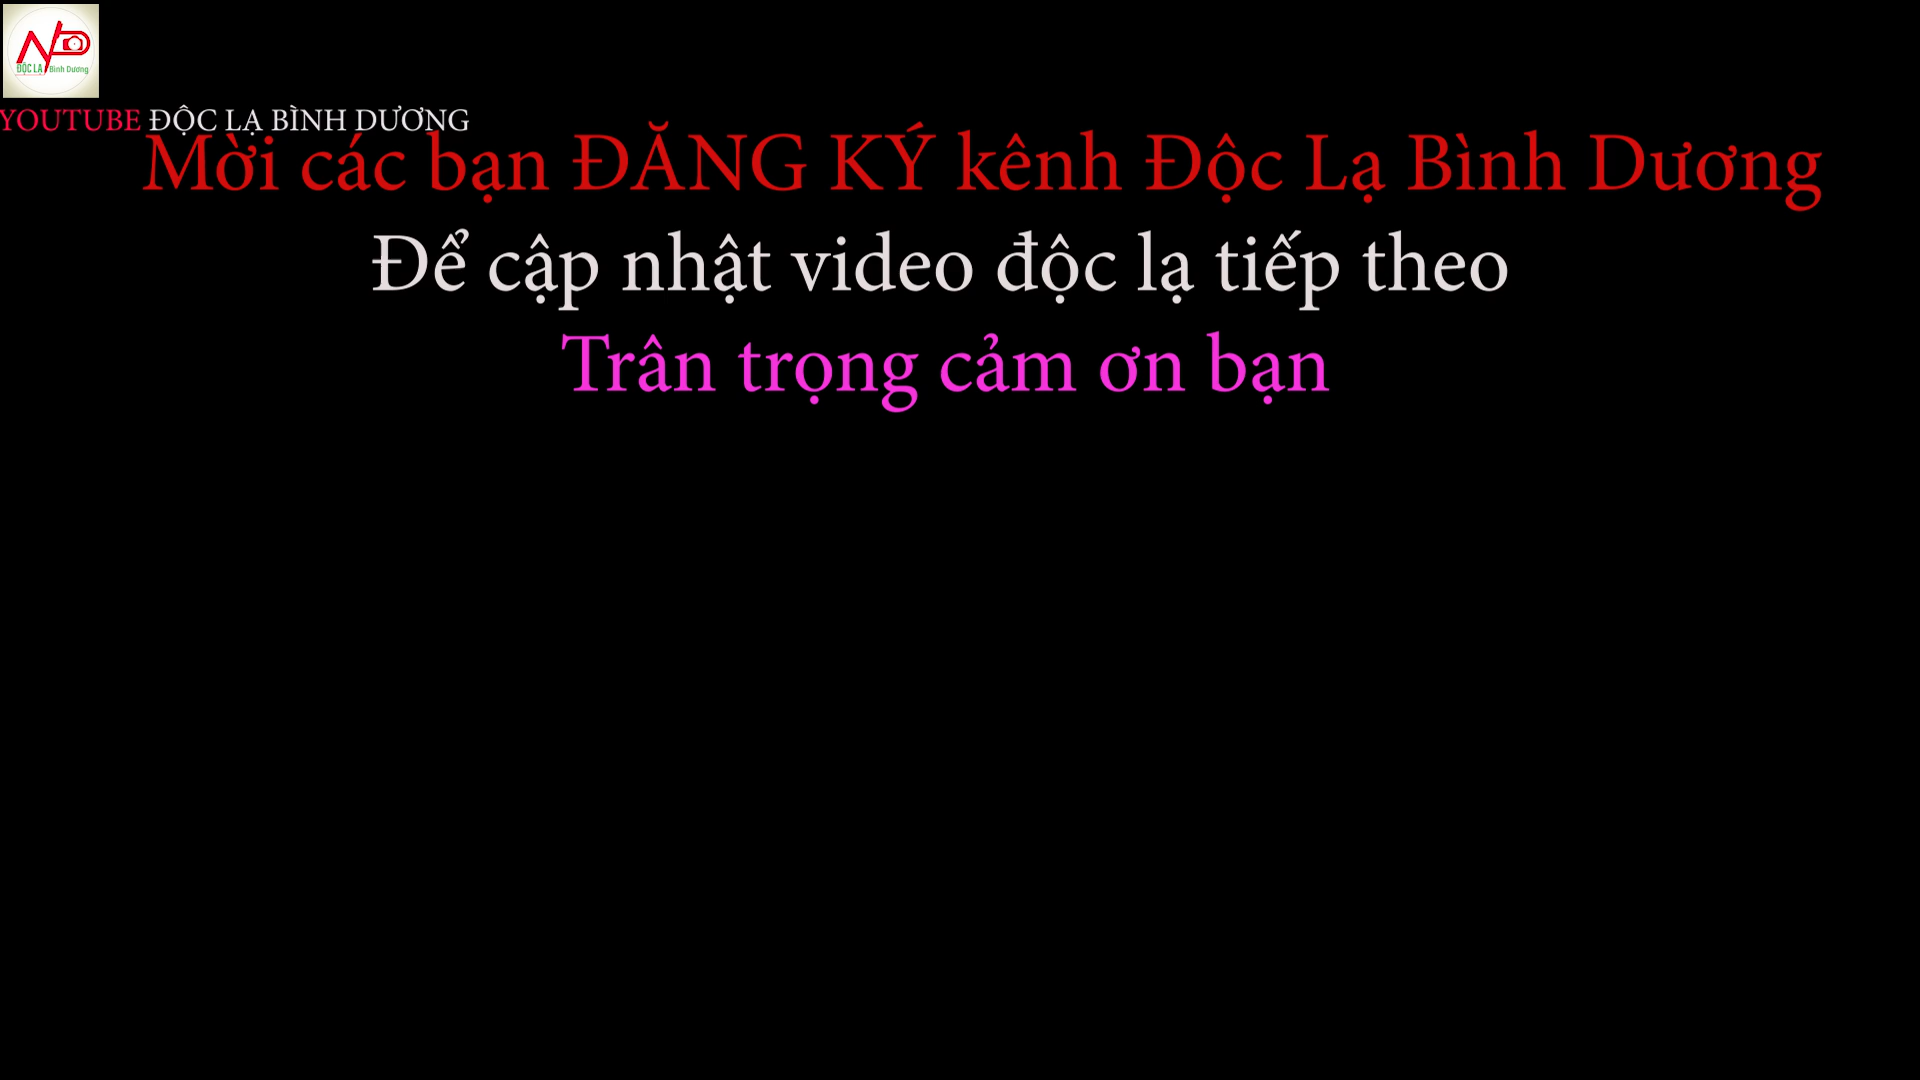 ĐỘC LẠ Bình Dương
YOUTUBE ĐỘC LẠ BÌNH DƯƠNG
Mời các bạn ĐĂNG KÝ kênh Độc Lạ Bình Dương
Để cập nhật video độc lạ tiếp theo
Trân trọng cảm ơn bạn